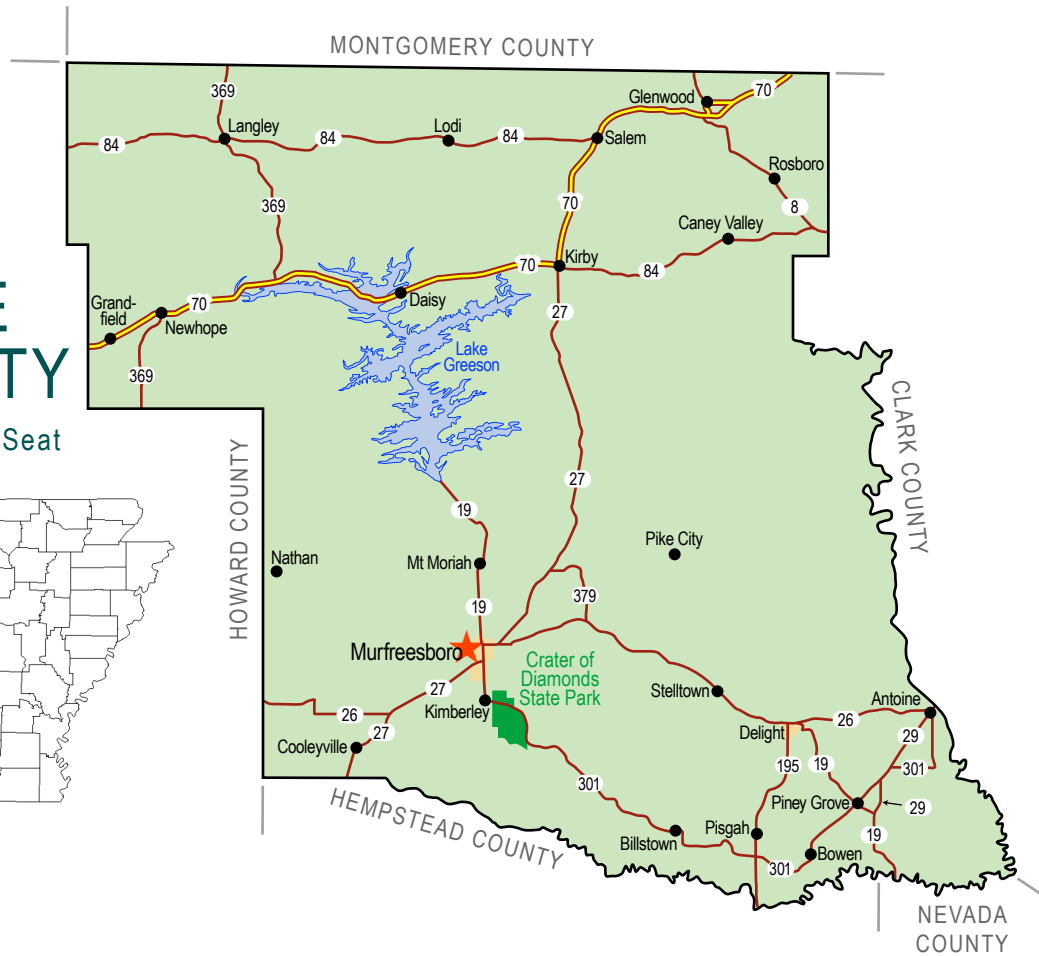 MONTGOMERY COUNTY
369
Glenwood
70
Langley
Lodi
84
84
84
Salem
Rosboro
369
70
8
Caney Valley
Kirby
70
84
E
TY
Seat
Grand-
field
70
Newhope
Daisy
27
Lake
Greeson
369
CLARK COUNTY
HOWARD COUNTY
27
19
Pike City
Nathan
Mt Moriah
379
19
Murfreesboro
Crater of
Diamonds
State Park
27
Kimberley
Stelltown
Antoine
26
26
27
Delight
29
Cooleyville
195
19
301
301
Piney Grove
29
HEMPSTEAD COUNTY
Billstown
Pisgah
19
Bowen
301
NEVADA
COUNTY